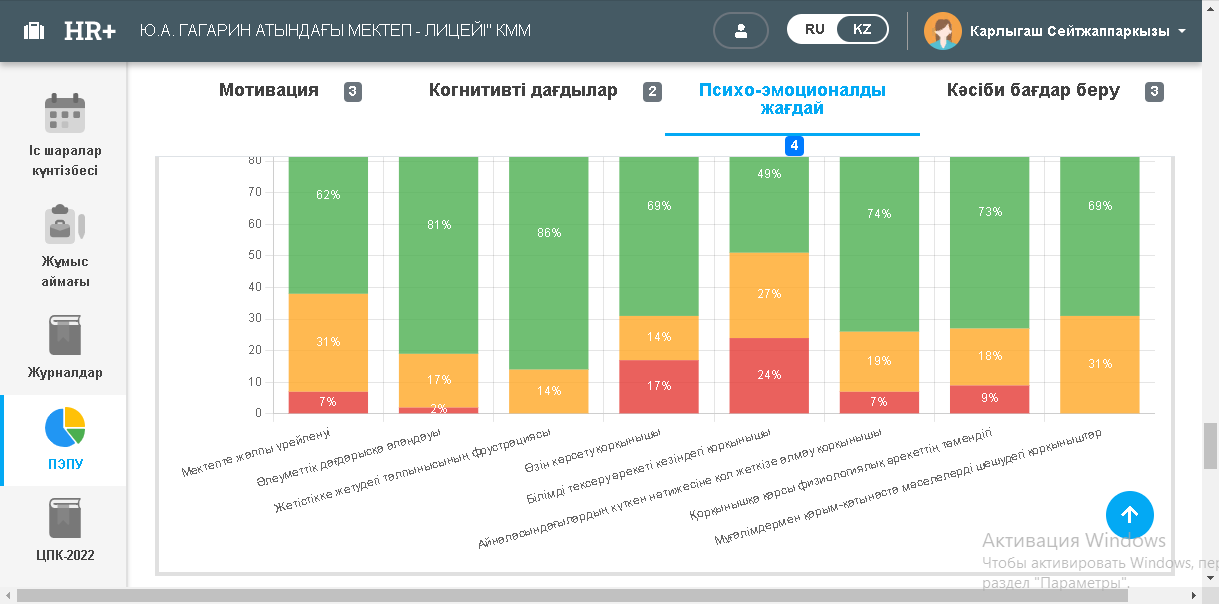 HR+
Ю.А. ГАГАРИН АТЫНДАҒЫ МЕКТЕП - ЛИЦЕЙІ" КММ
RU KZ
Карлыгаш Сейтжаппаркызы
Іс шаралар
күнтізбесі
Жұмыс
аймағы
Журналдар
ПЭПУ
ЦПК-2022
Мотивация 3
Когнитивті дағдылар 2
Психо-эмоционалды
жағдай
4
Кәсіби бағдар беру 3
80
70
60
50
40
30
20
10
0
62% 81% 86% 69% 49% 74% 73% 69%
31% 17% 14% 14% 27% 19% 18% 31%
7% 2% 17% 24% 7% 9%
Мектепте жалпы үрейленуі
Әлеуметтік дағдарысқа алаңдауы
Жетістікке жетудегі талпынысының фрустрациясы
Өзін көрсету қорқынышы
Білімді тексеру әрекеті кезіндегі қорқынышы
Айналасындағылардың күткен нәтижесіне қол жеткізе алмау қорқынышы
Қорқынышқа қарсы физиологиялық әрекеттің төмендігі
Мұғалімдермен қарым-қатынаста мәселелерді шешудегі қорқыныштар
Активация Windows
Чтобы активировать Windows, пер
раздел "Параметры".